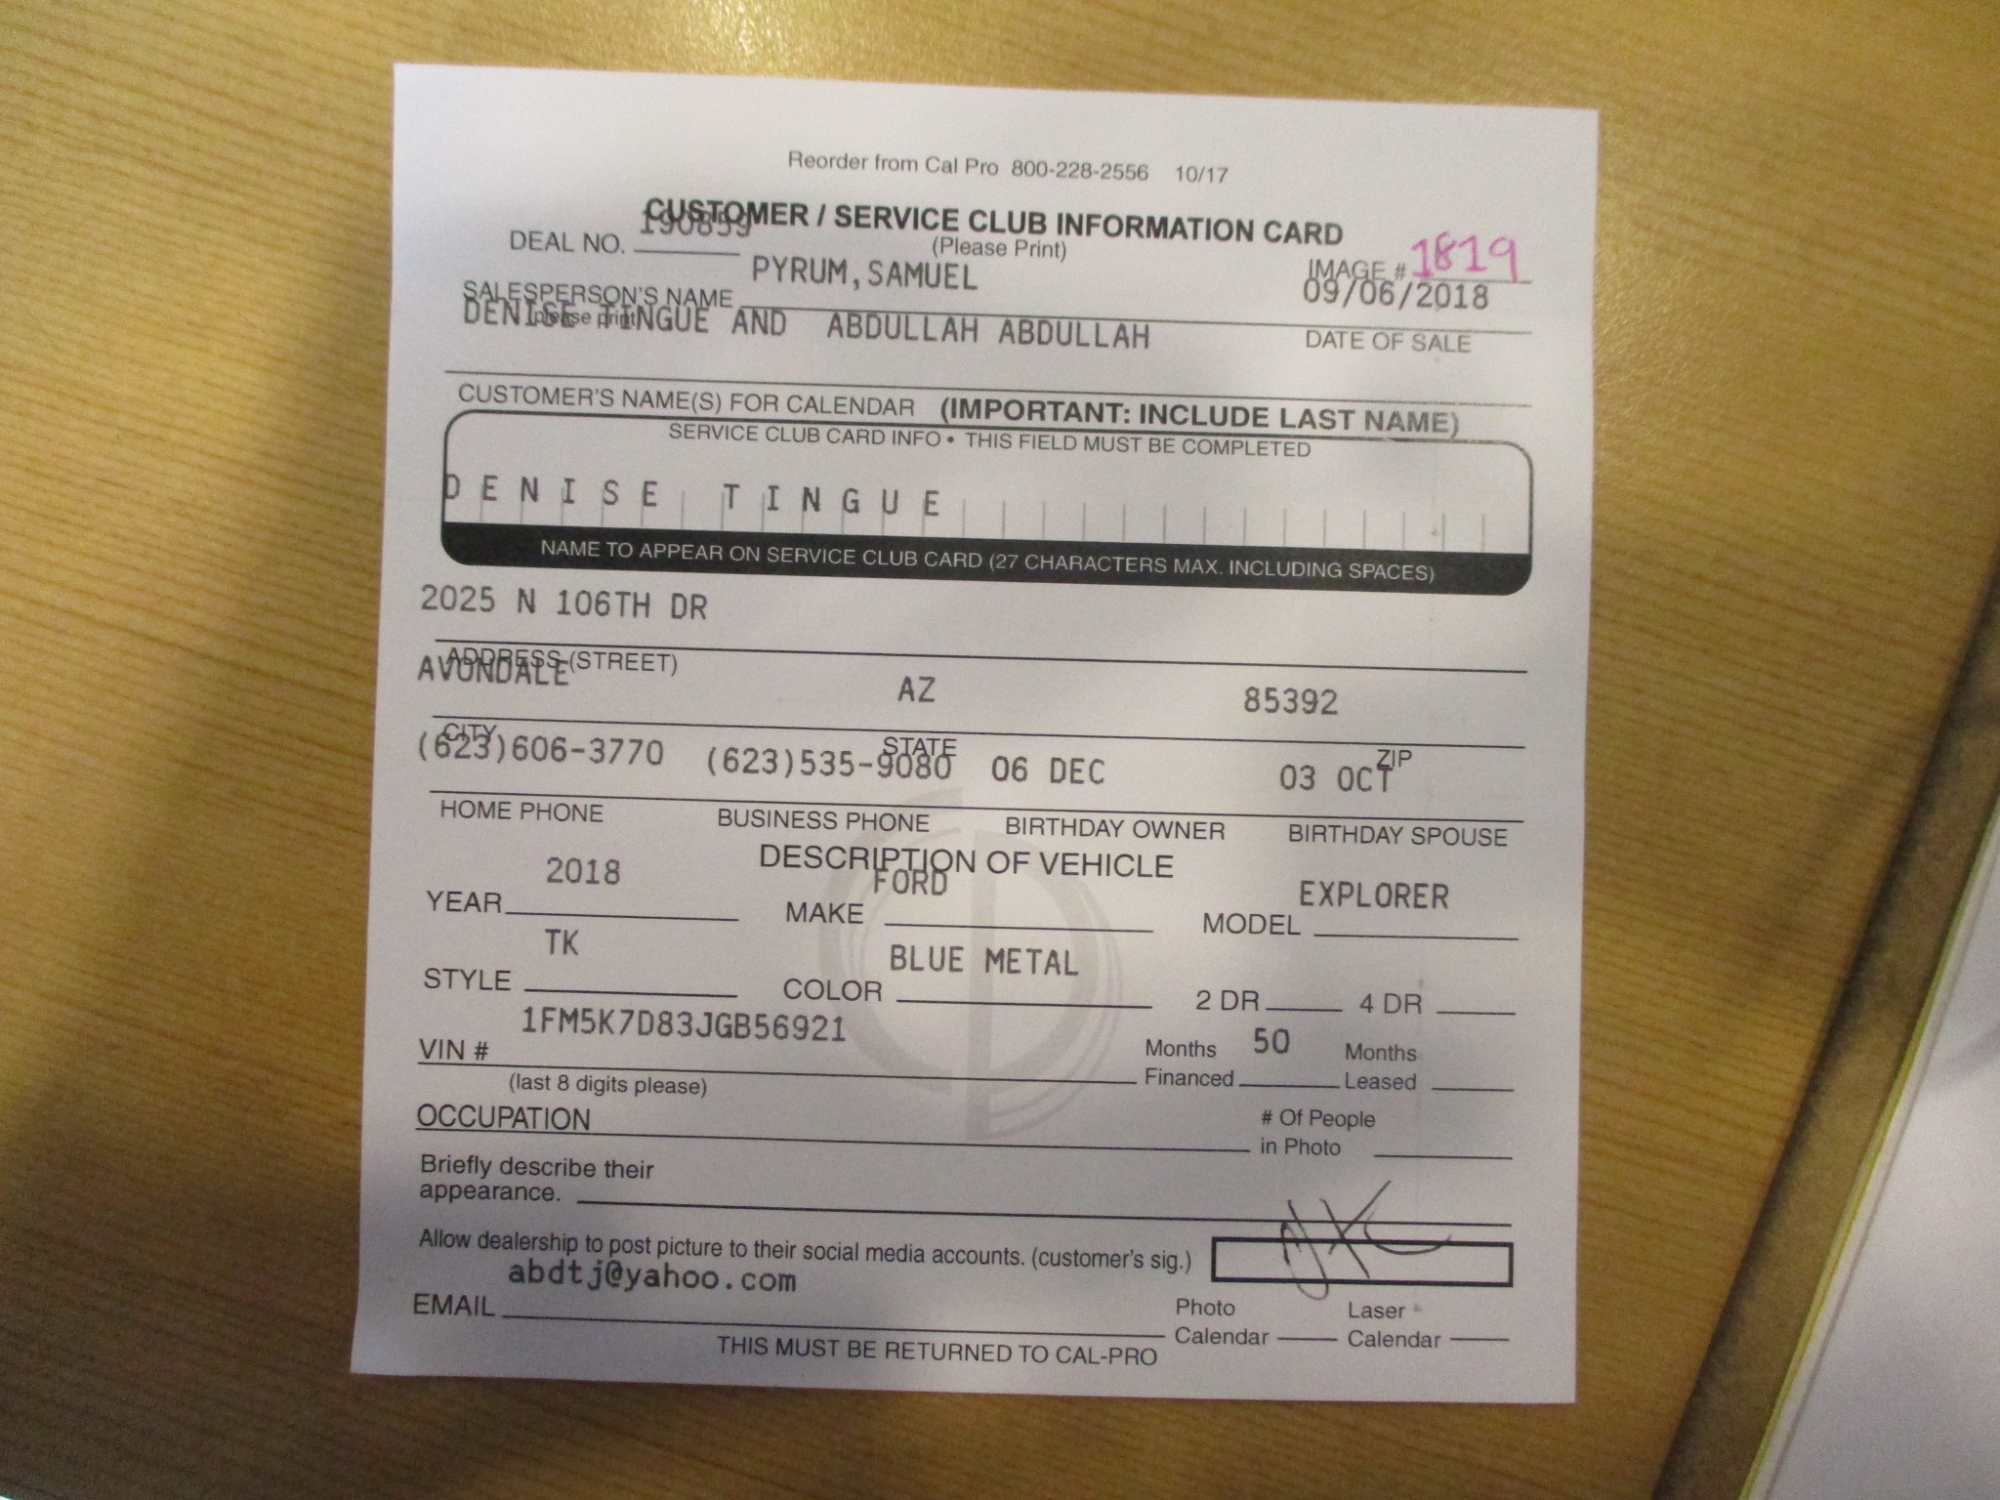 Reorder from Cal Pro 800-228-2556 10/17
CUSTOMER / SERVICE CLUB INFORMATION CARD
190859
DEAL NO.
(Please Print)
IMAGE # 1819
PYRUM,SAMUEL
09/06/2018
SALESPERSON'S NAME
(please print)
DENISE TINGUE AND ABDULLAH ABDULLAH
DATE OF SALE
CUSTOMER'S NAME(S) FOR CALENDAR (IMPORTANT: INCLUDE LAST NAME)
SERVICE CLUB CARD INFO • THIS FIELD MUST BE COMPLETED
DENISE TINGUE
NAME TO APPEAR ON SERVICE CLUB CARD (27 CHARACTERS MAX. INCLUDING SPACES)
2025 N 106TH DR
ADDRESS (STREET)
AVONDALE AZ 85392
CITY STATE ZIP
(623)606-3770 (623)535-9080 06 DEC 03 OCT
HOME PHONE BUSINESS PHONE BIRTHDAY OWNER BIRTHDAY SPOUSE
DESCRIPTION OF VEHICLE
2018 FORD EXPLORER
YEAR MAKE MODEL
TK BLUE METAL
STYLE COLOR 2 DR 4 DR
1FM5K7D83JGB56921
VIN # Months Financed 50 Months Leased
(last 8 digits please)
OCCUPATION # Of People in Photo
Briefly describe their
appearance.
Allow dealership to post picture to their social media accounts. (customer's sig.)
abdtj@yahoo.com
EMAIL Photo Calendar Laser Calendar
THIS MUST BE RETURNED TO CAL-PRO